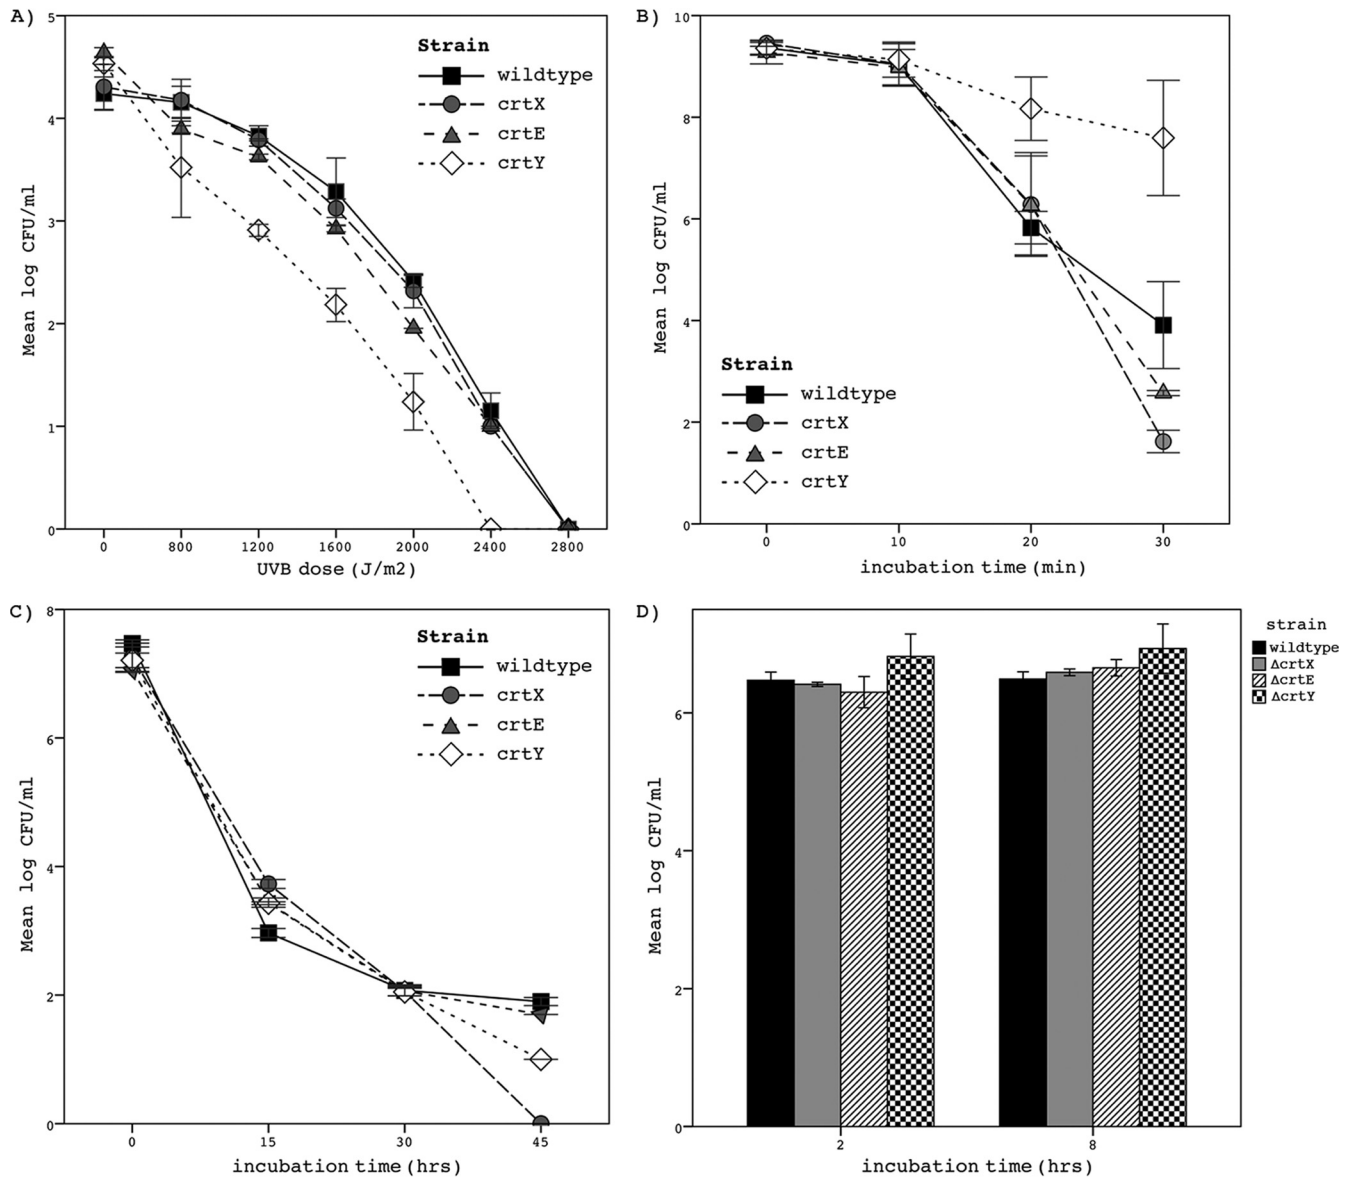 A)
5
4
3
2
1
0
Mean log CFU/ml
Strain
wildtype
crtX
crtE
crtY
0 800 1200 1600 2000 2400 2800
UVB dose (J/m2)
B)
10
8
6
4
2
0
Mean log CFU/ml
Strain
wildtype
crtX
crtE
crtY
0 10 20 30
incubation time (min)
C)
8
6
4
2
0
Mean log CFU/ml
Strain
wildtype
crtX
crtE
crtY
0 15 30 45
incubation time (hrs)
D)
6
4
2
0
Mean log CFU/ml
strain
wildtype
ΔcrtX
ΔcrtE
ΔcrtY
2 8
incubation time (hrs)